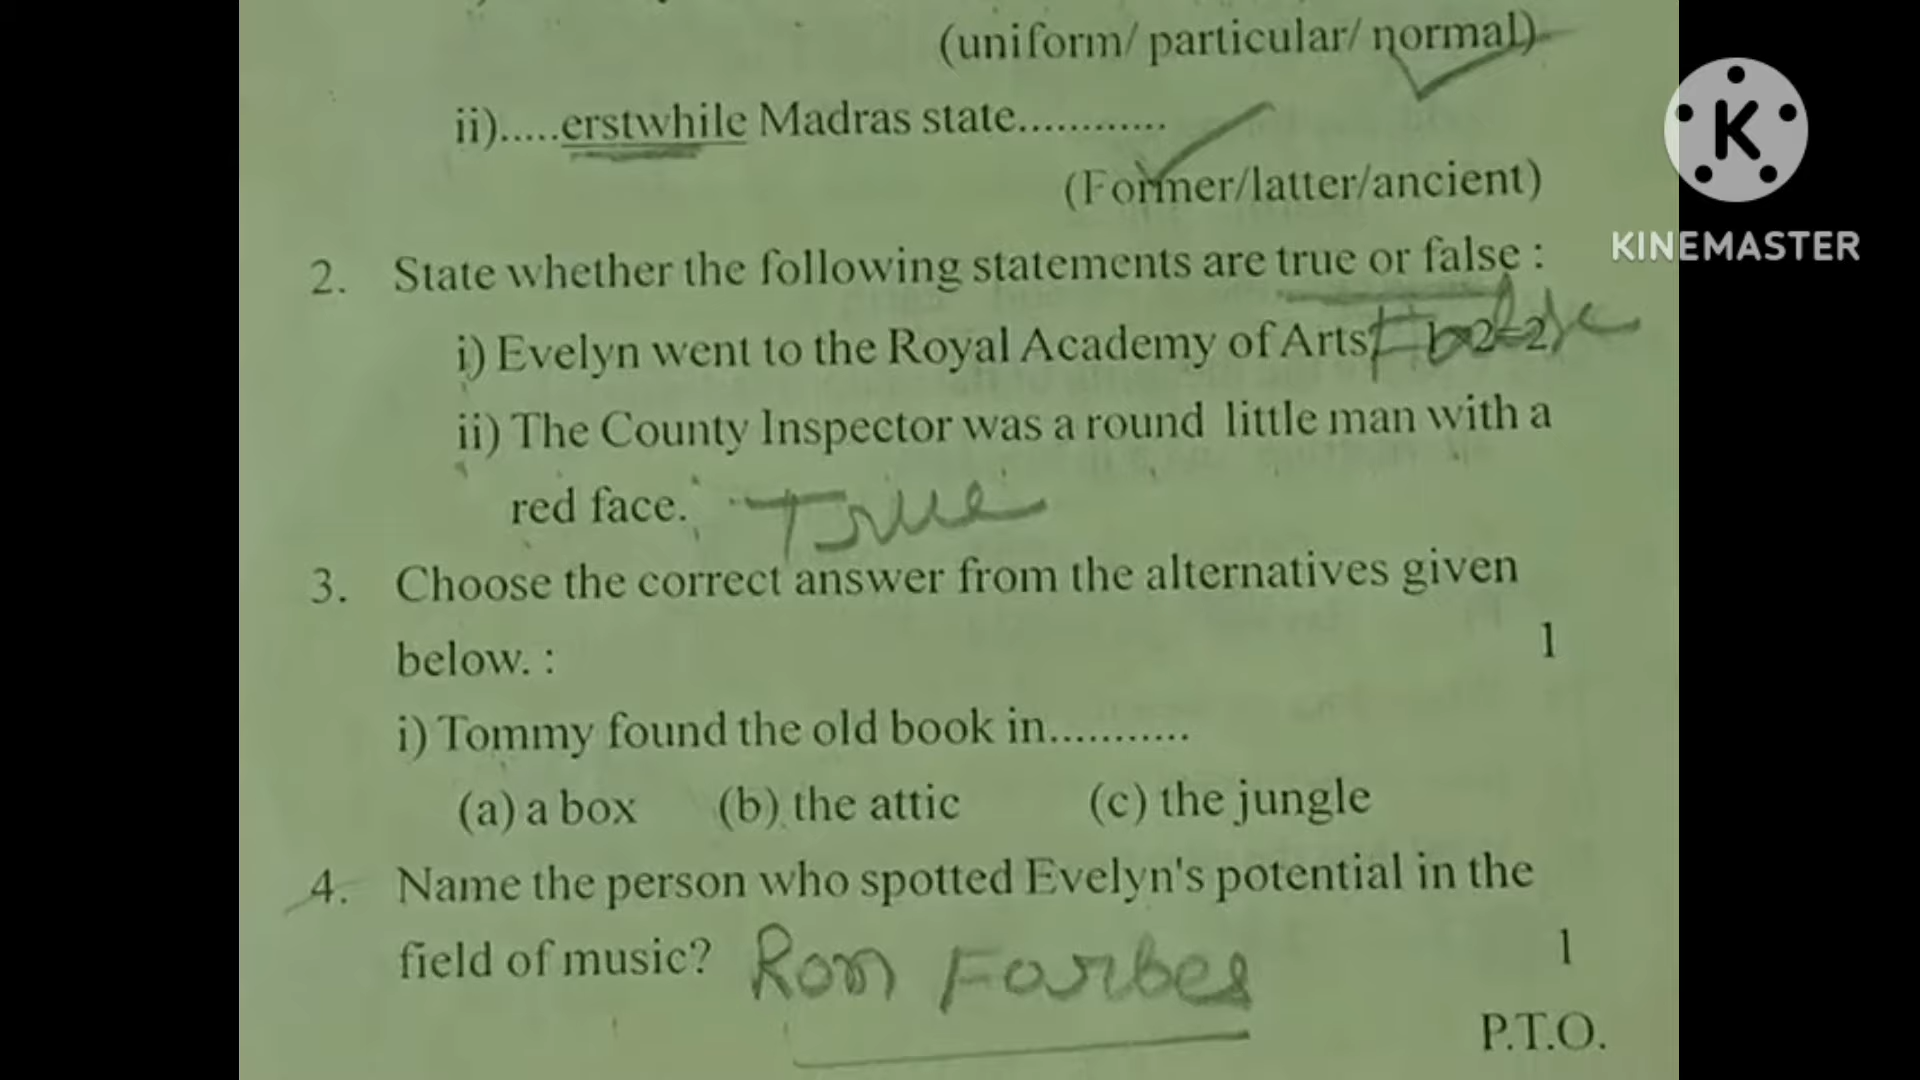 (uniform/ particular/ normal)
ii).....erstwhile Madras state............
(Former/latter/ancient)
K
KINEMASTER
2. State whether the following statements are true or false :
i) Evelyn went to the Royal Academy of Arts. False
ii) The County Inspector was a round little man with a
red face. True
3. Choose the correct answer from the alternatives given
below. : 1
i) Tommy found the old book in...........
(a) a box (b) the attic (c) the jungle
4. Name the person who spotted Evelyn's potential in the
field of music? Ron Forbes 1
P.T.O.